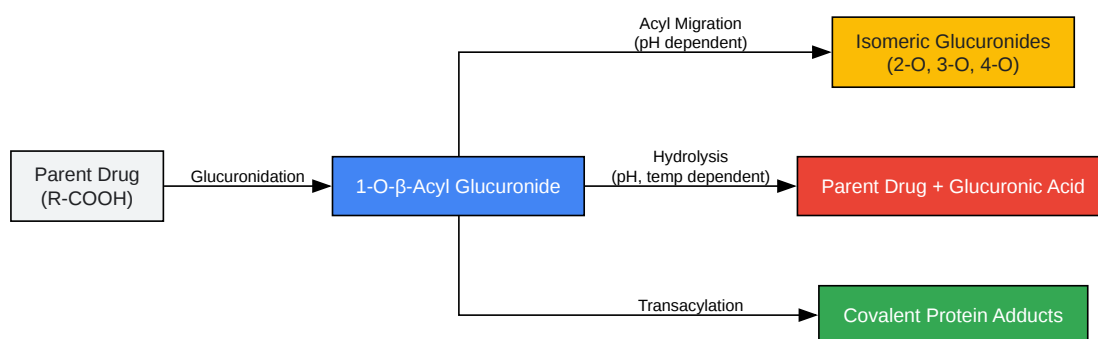 Acyl Migration
(pH dependent)
Isomeric Glucuronides
(2-O, 3-O, 4-O)
Parent Drug
(R-COOH)
Glucuronidation
1-O-β-Acyl Glucuronide
Hydrolysis
(pH, temp dependent)
Parent Drug + Glucuronic Acid
Transacylation
Covalent Protein Adducts